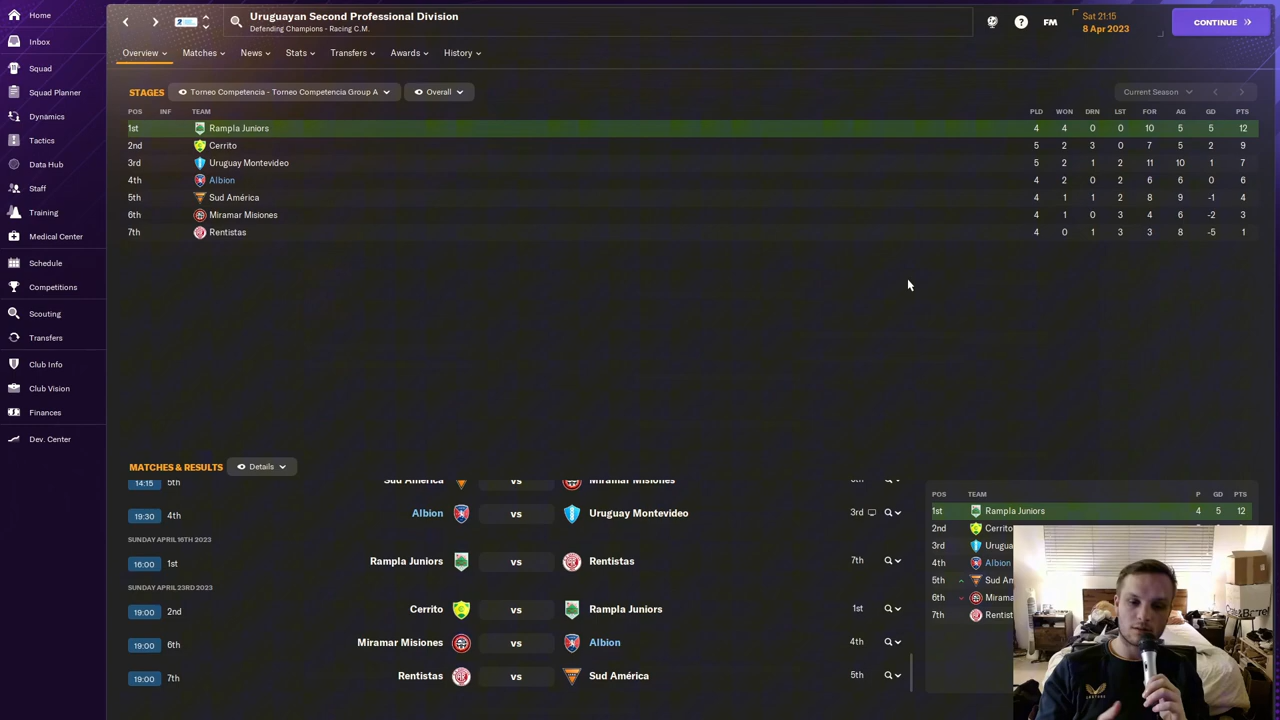 Home
Inbox
Squad
Squad Planner
Dynamics
Tactics
Data Hub
Staff
Training
Medical Center
Schedule
Competitions
Scouting
Transfers
Club Info
Club Vision
Finances
Dev. Center
Uruguayan Second Professional Division
Defending Champions - Racing C.M.
FM
Sat 21:15
8 Apr 2023
CONTINUE
Overview Matches News Stats Transfers Awards History
STAGES Torneo Competencia - Torneo Competencia Group A Overall Current Season
POS INF TEAM PLD WON DRN LST FOR AG GD PTS
1st Rampla Juniors 4 4 0 0 10 5 5 12
2nd Cerrito 5 2 3 0 7 5 2 9
3rd Uruguay Montevideo 5 2 1 2 11 10 1 7
4th Albion 4 2 0 2 6 6 0 6
5th Sud América 4 1 1 2 8 9 -1 4
6th Miramar Misiones 4 1 0 3 4 6 -2 3
7th Rentistas 4 0 1 3 3 8 -5 1
MATCHES & RESULTS Details
14:15 5th Sud América vs Miramar Misiones 6th
19:30 4th Albion vs Uruguay Montevideo 3rd
SUNDAY APRIL 16TH 2023
16:00 1st Rampla Juniors vs Rentistas 7th
SUNDAY APRIL 23RD 2023
19:00 2nd Cerrito vs Rampla Juniors 1st
19:00 6th Miramar Misiones vs Albion 4th
19:00 7th Rentistas vs Sud América 5th
POS TEAM P GD PTS
1st Rampla Juniors 4 5 12
2nd Cerrito
3rd Urugua
4th Albion
5th Sud Am
6th Mirama
7th Rentist